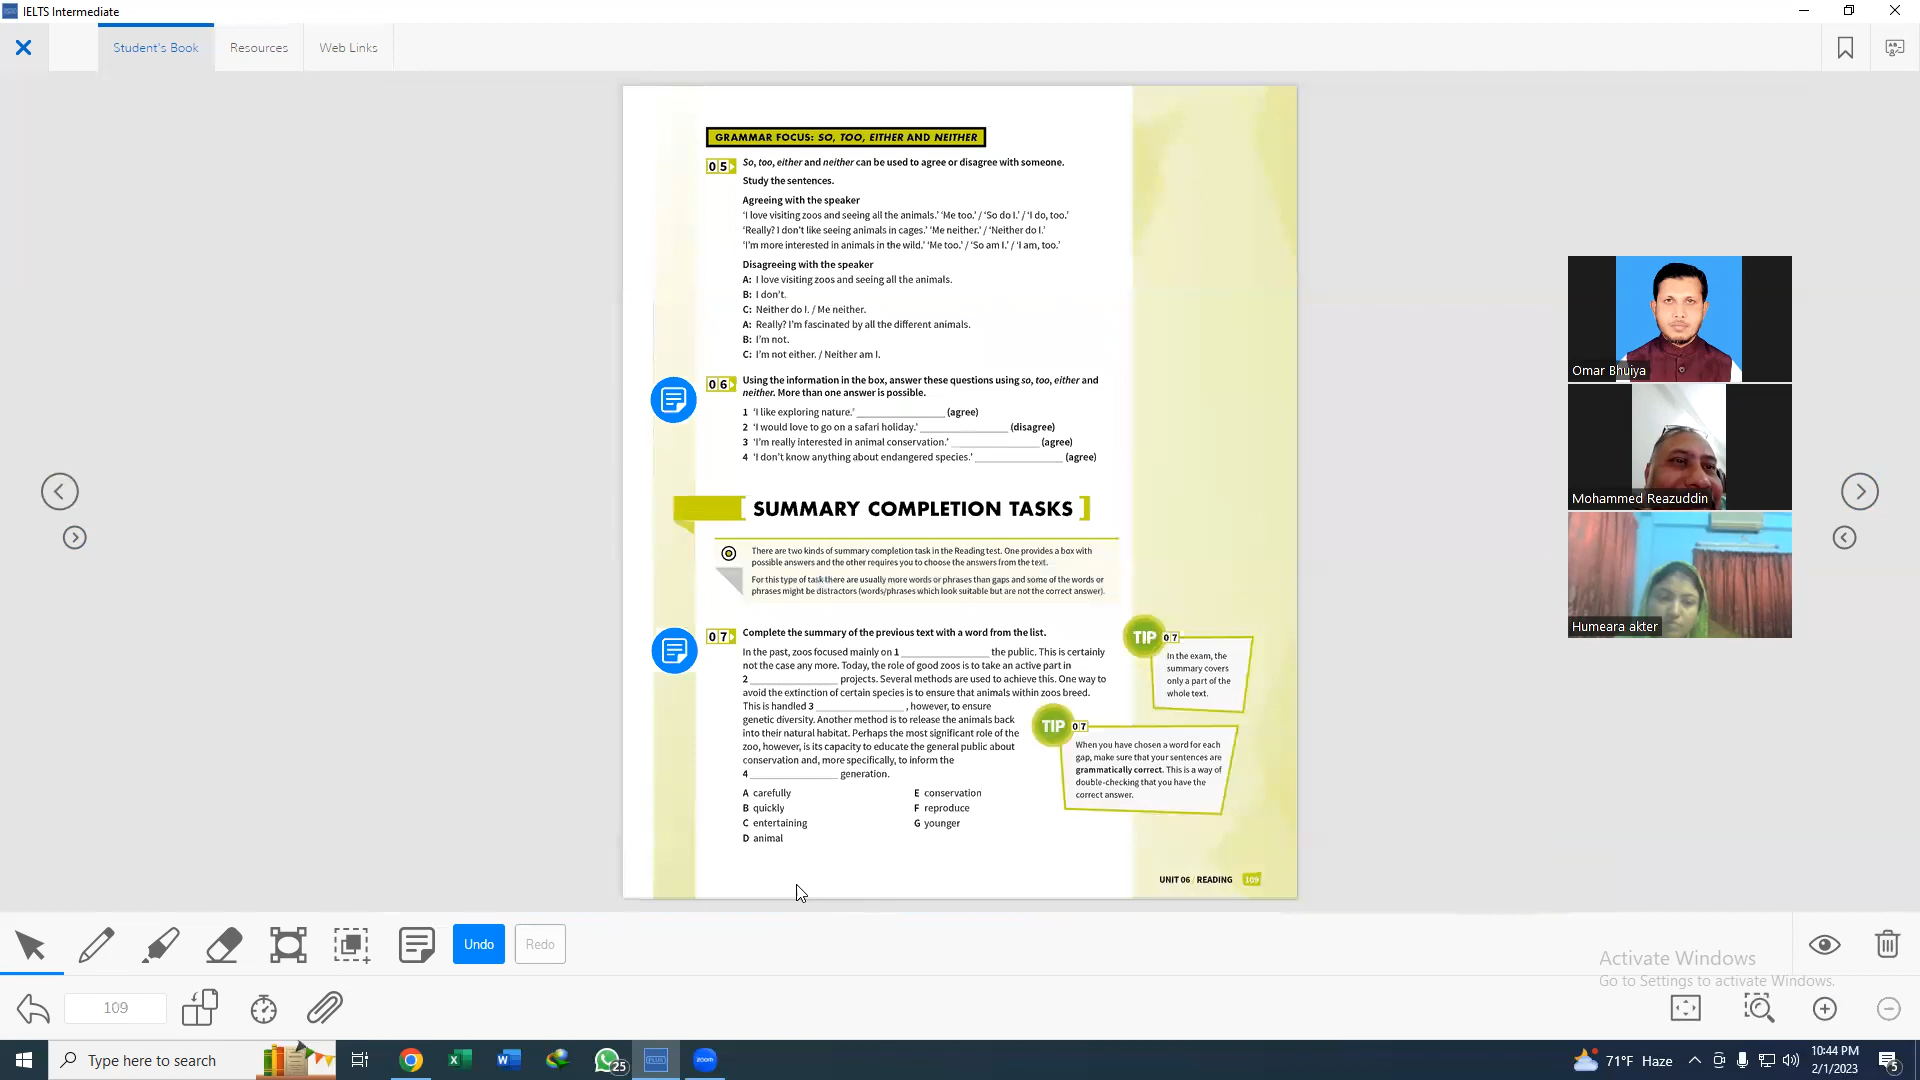 IELTS Intermediate
Student's Book
Resources
Web Links
GRAMMAR FOCUS: SO, TOO, EITHER AND NEITHER
05 So, too, either and neither can be used to agree or disagree with someone.
Study the sentences.
Agreeing with the speaker
'I love visiting zoos and seeing all the animals.' 'Me too.' / 'So do I.' / 'I do, too.'
'Really? I don't like seeing animals in cages.' 'Me neither.' / 'Neither do I.'
'I'm more interested in animals in the wild.' 'Me too.' / 'So am I.' / 'I am, too.'
Disagreeing with the speaker
A: I love visiting zoos and seeing all the animals.
B: I don't.
C: Neither do I. / Me neither.
A: Really? I'm fascinated by all the different animals.
B: I'm not.
C: I'm not either. / Neither am I.
06 Using the information in the box, answer these questions using so, too, either and
neither. More than one answer is possible.
1 'I like exploring nature.' ________________ (agree)
2 'I would love to go on a safari holiday.' ________________ (disagree)
3 'I'm really interested in animal conservation.' ________________ (agree)
4 'I don't know anything about endangered species.' ________________ (agree)
SUMMARY COMPLETION TASKS
There are two kinds of summary completion task in the Reading test. One provides a box with
possible answers and the other requires you to choose the answers from the text.
For this type of task there are usually more words or phrases than gaps and some of the words or
phrases might be distractors (words/phrases which look suitable but are not the correct answer).
07 Complete the summary of the previous text with a word from the list.
In the past, zoos focused mainly on 1 ________________ the public. This is certainly
not the case any more. Today, the role of good zoos is to take an active part in
2 ________________ projects. Several methods are used to achieve this. One way to
avoid the extinction of certain species is to ensure that animals within zoos breed.
This is handled 3 ________________ , however, to ensure
genetic diversity. Another method is to release the animals back
into their natural habitat. Perhaps the most significant role of the
zoo, however, is its capacity to educate the general public about
conservation and, more specifically, to inform the
4 ________________ generation.
A carefully
B quickly
C entertaining
D animal
E conservation
F reproduce
G younger
TIP 07
In the exam, the
summary covers
only a part of the
whole text.
TIP 07
When you have chosen a word for each
gap, make sure that your sentences are
grammatically correct. This is a way of
double-checking that you have the
correct answer.
UNIT 06 / READING 109
Omar Bhuiya
Mohammed Reazuddin
Humeara akter
Undo
Redo
Activate Windows
Go to Settings to activate Windows.
109
Type here to search
25
zoom
71°F Haze
10:44 PM
2/1/2023
5